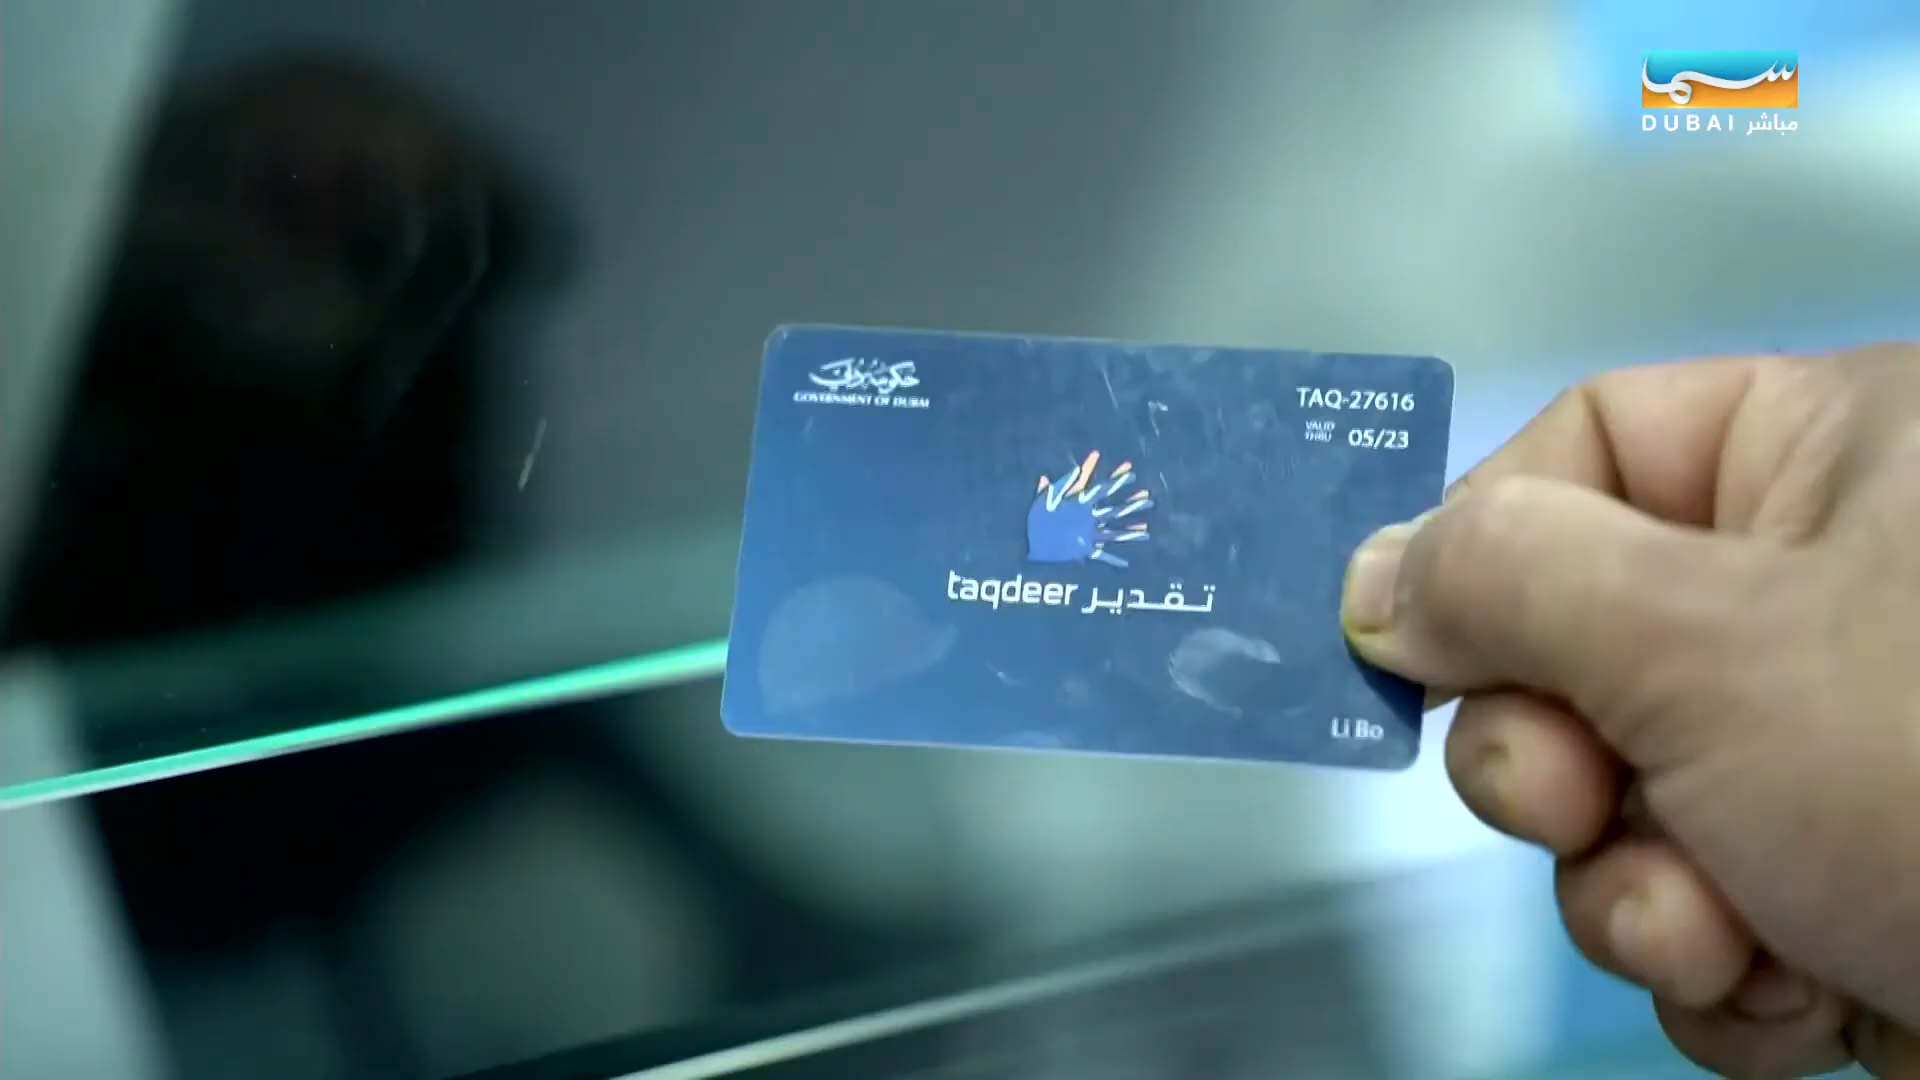 سما
DUBAI مباشر
حكومة دبي
GOVERNMENT OF DUBAI
TAQ-27616
VALID THRU 05/23
taqdeer تقدير
Li Bo